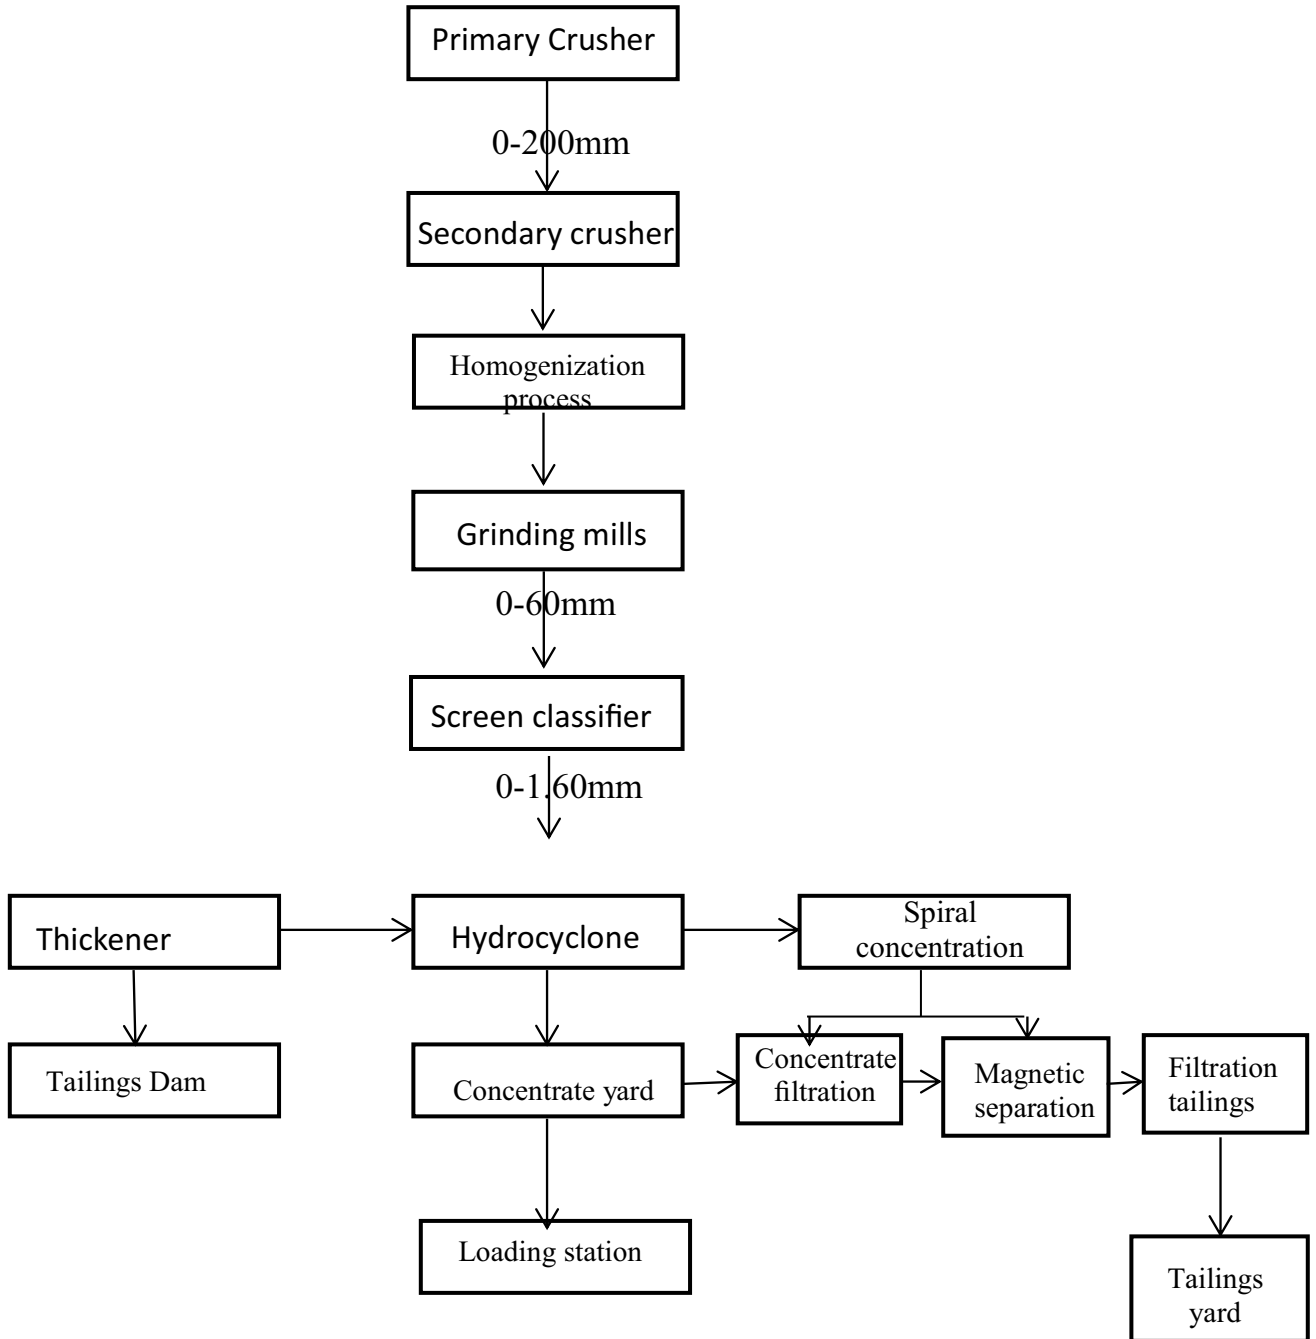 Primary Crusher
0-200mm
Secondary crusher
Homogenization
process
Grinding mills
0-60mm
Screen classifier
0-1.60mm
Thickener
Hydrocyclone
Spiral
concentration
Tailings Dam
Concentrate yard
Concentrate
filtration
Magnetic
separation
Filtration
tailings
Loading station
Tailings
yard